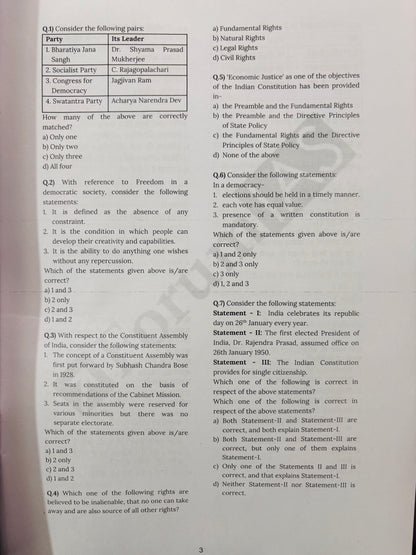 Q.1) Consider the following pairs:
Party Its Leader
1. Bharatiya Jana Sangh Dr. Shyama Prasad Mukherjee
2. Socialist Party C. Rajagopalachari
3. Congress for Democracy Jagjivan Ram
4. Swatantra Party Acharya Narendra Dev
How many of the above are correctly
matched?
a) Only one
b) Only two
c) Only three
d) All four
Q.2) With reference to Freedom in a
democratic society, consider the following
statements:
1. It is defined as the absence of any
constraint.
2. It is the condition in which people can
develop their creativity and capabilities.
3. It is the ability to do anything one wishes
without any repercussion.
Which of the statements given above is/are
correct?
a) 1 and 3
b) 2 only
c) 2 and 3
d) 1 and 2
Q.3) With respect to the Constituent Assembly
of India, consider the following statements:
1. The concept of a Constituent Assembly was
first put forward by Subhash Chandra Bose
in 1928.
2. It was constituted on the basis of
recommendations of the Cabinet Mission.
3. Seats in the assembly were reserved for
various minorities but there was no
separate electorate.
Which of the statements given above is/are
correct?
a) 1 and 3
b) 2 only
c) 2 and 3
d) 1 and 2
Q.4) Which one of the following rights are
believed to be inalienable, that no one can take
away and are also source of all other rights?
a) Fundamental Rights
b) Natural Rights
c) Legal Rights
d) Civil Rights
Q.5) 'Economic Justice' as one of the objectives
of the Indian Constitution has been provided
in-
a) the Preamble and the Fundamental Rights
b) the Preamble and the Directive Principles
of State Policy
c) the Fundamental Rights and the Directive
Principles of State Policy
d) None of the above
Q.6) Consider the following statements:
In a democracy-
1. elections should be held in a timely manner.
2. each vote has equal value.
3. presence of a written constitution is
mandatory.
Which of the statements given above is/are
correct?
a) 1 and 2 only
b) 2 and 3 only
c) 3 only
d) 1, 2 and 3
Q.7) Consider the following statements:
Statement - I: India celebrates its republic
day on 26th January every year.
Statement - II: The first elected President of
India, Dr. Rajendra Prasad, assumed office on
26th January 1950.
Statement - III: The Indian Constitution
provides for single citizenship.
Which one of the following is correct in
respect of the above statements?
Which one of the following is correct in
respect of the above statements?
a) Both Statement-II and Statement-III are
correct, and both explain Statement-I.
b) Both Statement-II and Statement-III are
correct, but only one of them explains
Statement-I.
c) Only one of the Statements II and III is
correct, and that explains Statement-I.
d) Neither Statement-II nor Statement-III is
correct.
3
ForumIAS